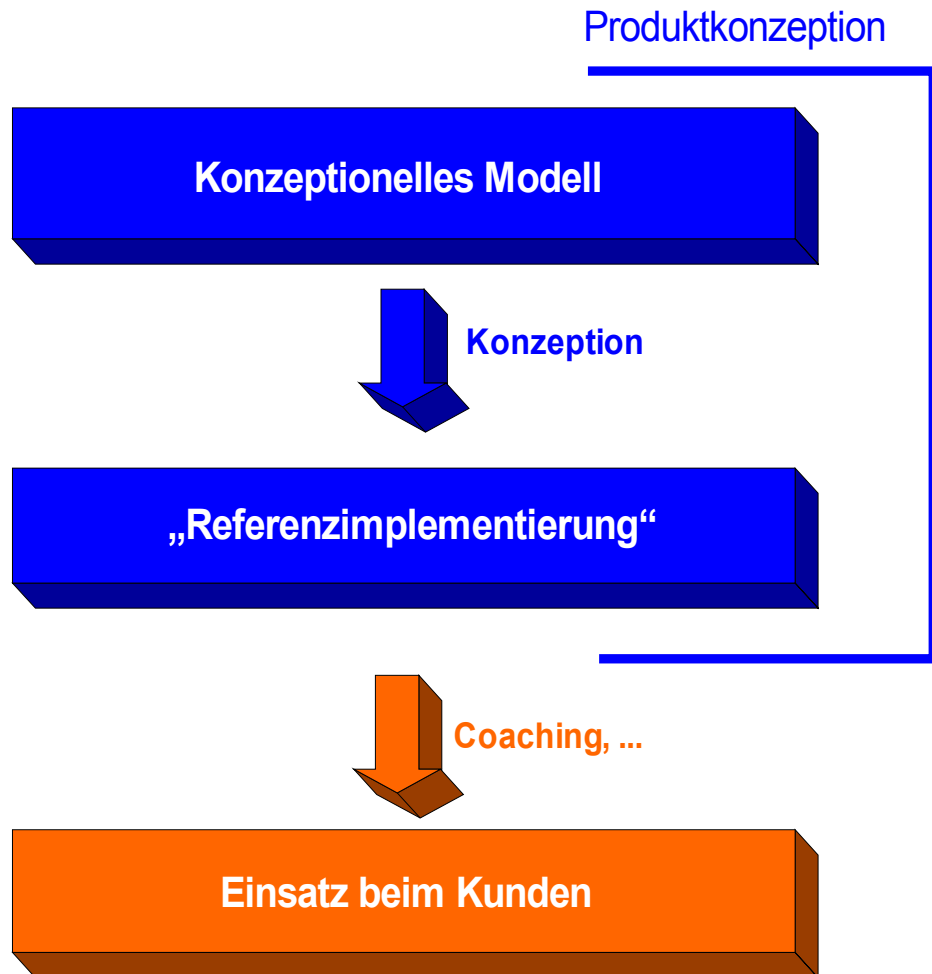 Produktkonzeption
Konzeptionelles Modell
Konzeption
„Referenzimplementierung“
Coaching, ...
Einsatz beim Kunden